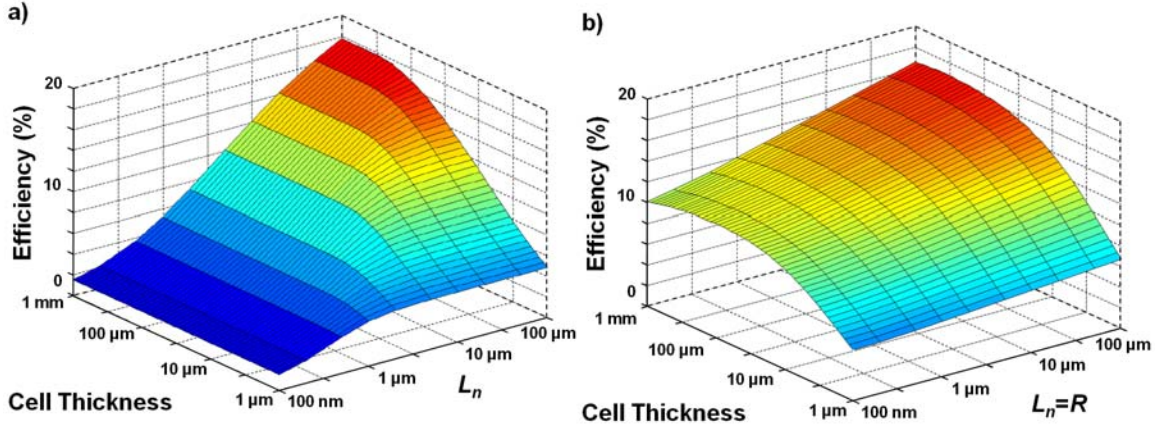 a)
20
10
0
Efficiency (%)
1 mm
100 µm
10 µm
1 µm
Cell Thickness
100 nm
1 µm
10 µm
100 µm
Ln
b)
20
10
0
Efficiency (%)
1 mm
100 µm
10 µm
1 µm
Cell Thickness
100 nm
1 µm
10 µm
100 µm
Ln=R